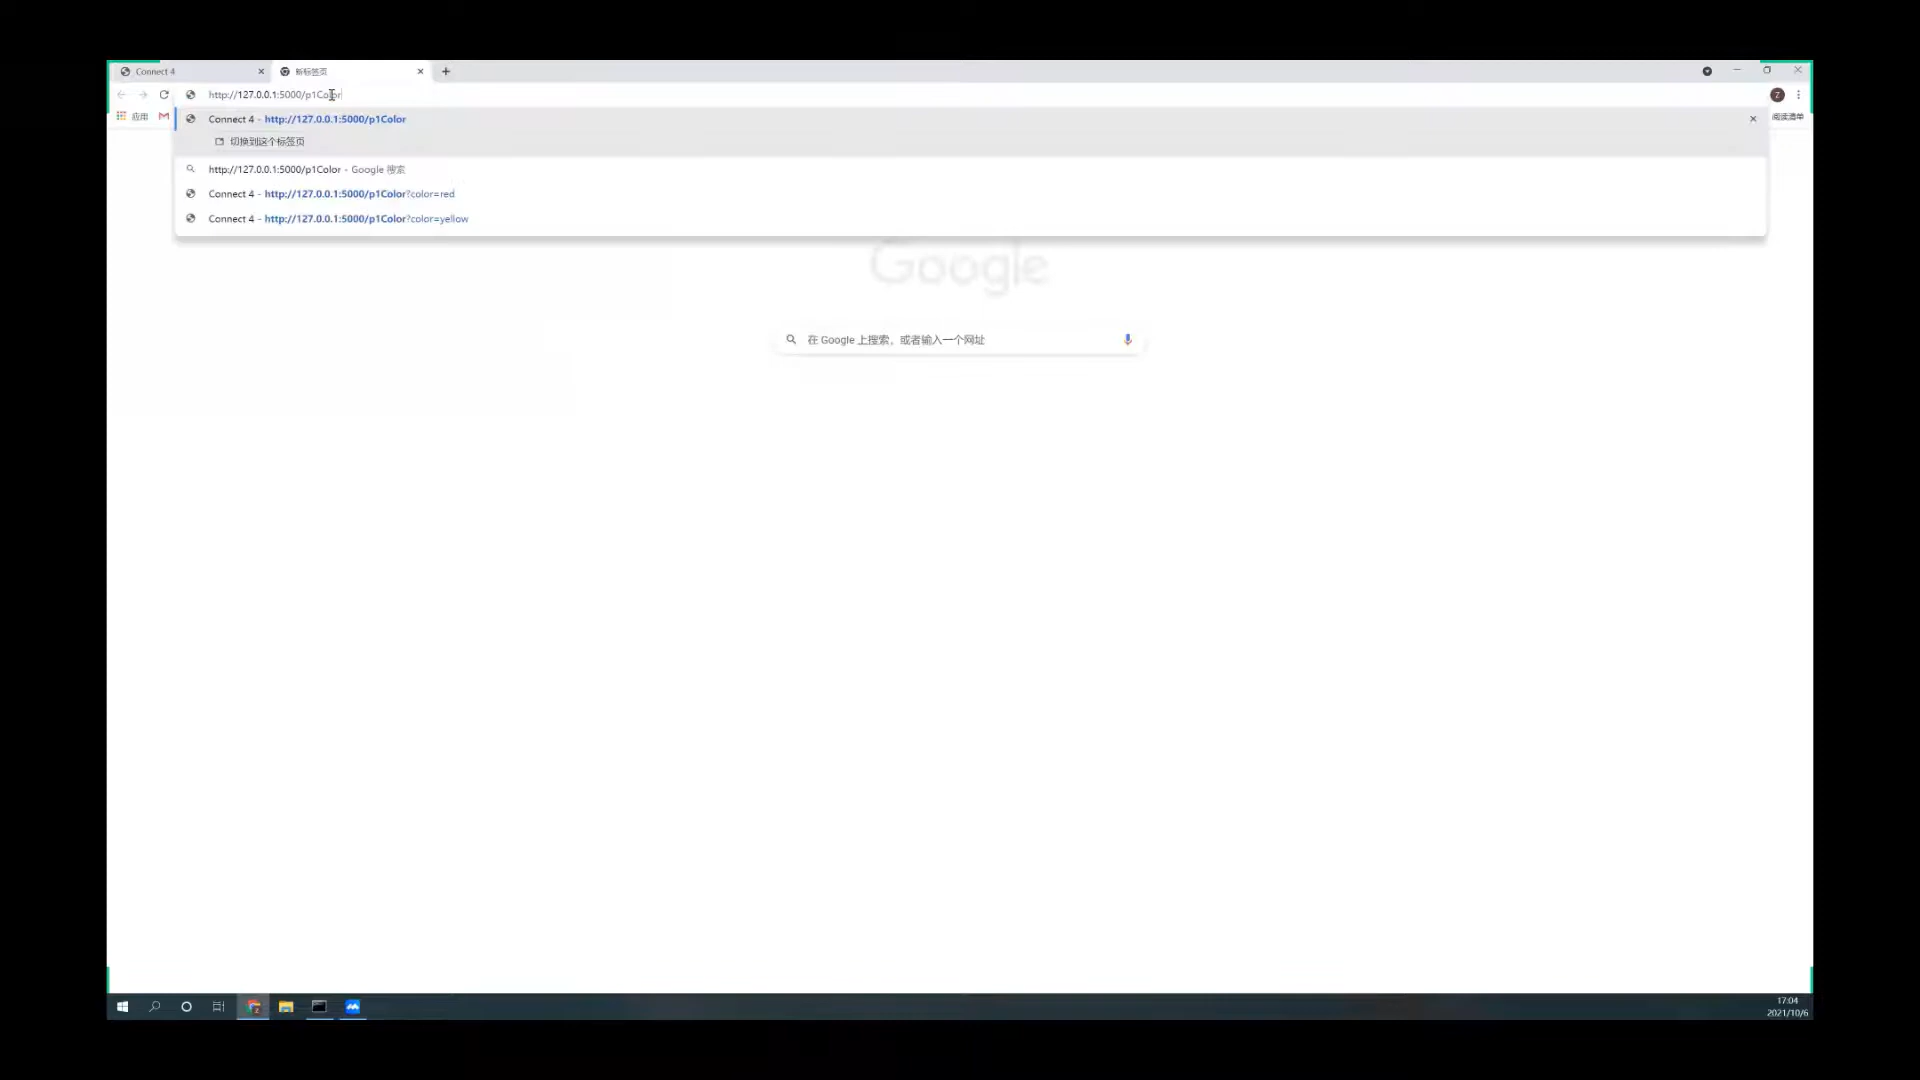 Connect 4
新标签页
http://127.0.0.1:5000/p1Color
应用
Connect 4 - http://127.0.0.1:5000/p1Color
阅读清单
切换到这个标签页
http://127.0.0.1:5000/p1Color - Google 搜索
Connect 4 - http://127.0.0.1:5000/p1Color?color=red
Connect 4 - http://127.0.0.1:5000/p1Color?color=yellow
Google
在 Google 上搜索，或者输入一个网址
17:04
2021/10/6